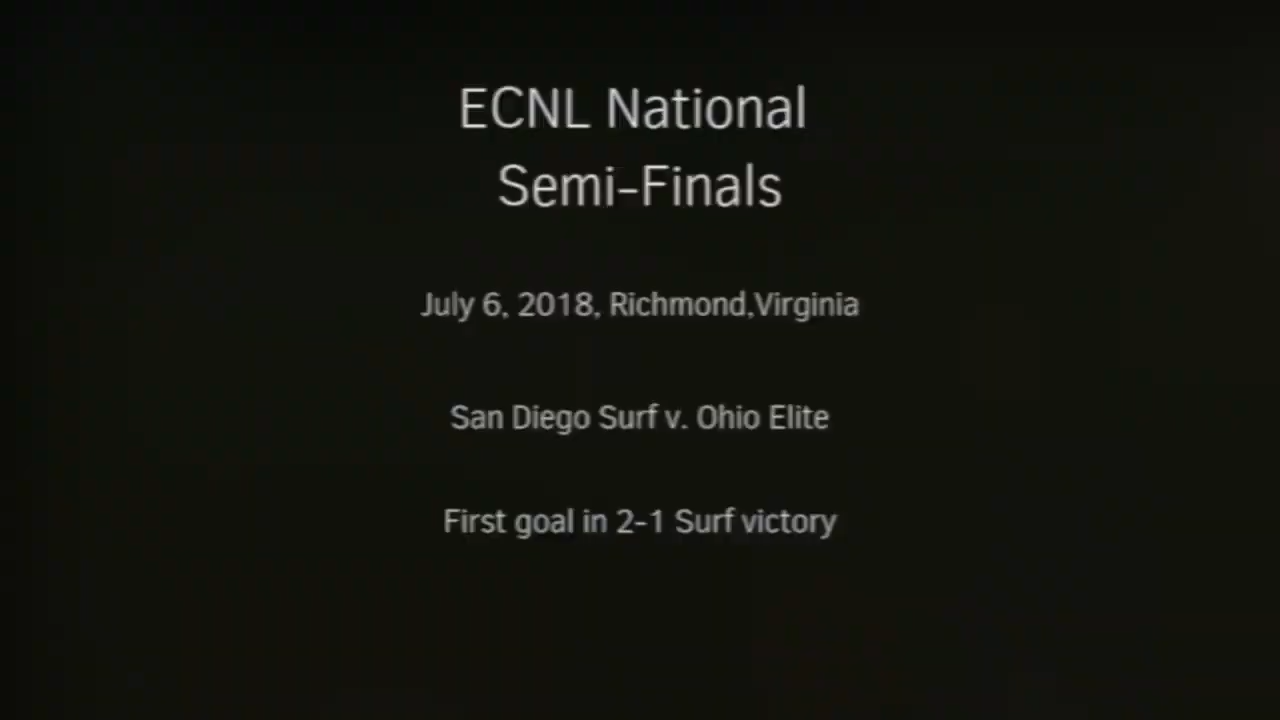 ECNL National
Semi-Finals
July 6, 2018, Richmond,Virginia
San Diego Surf v. Ohio Elite
First goal in 2-1 Surf victory